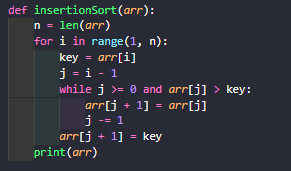 def insertionSort(arr):
    n = len(arr)
    for i in range(1, n):
        key = arr[i]
        j = i - 1
        while j >= 0 and arr[j] > key:
            arr[j + 1] = arr[j]
            j -= 1
        arr[j + 1] = key
    print(arr)